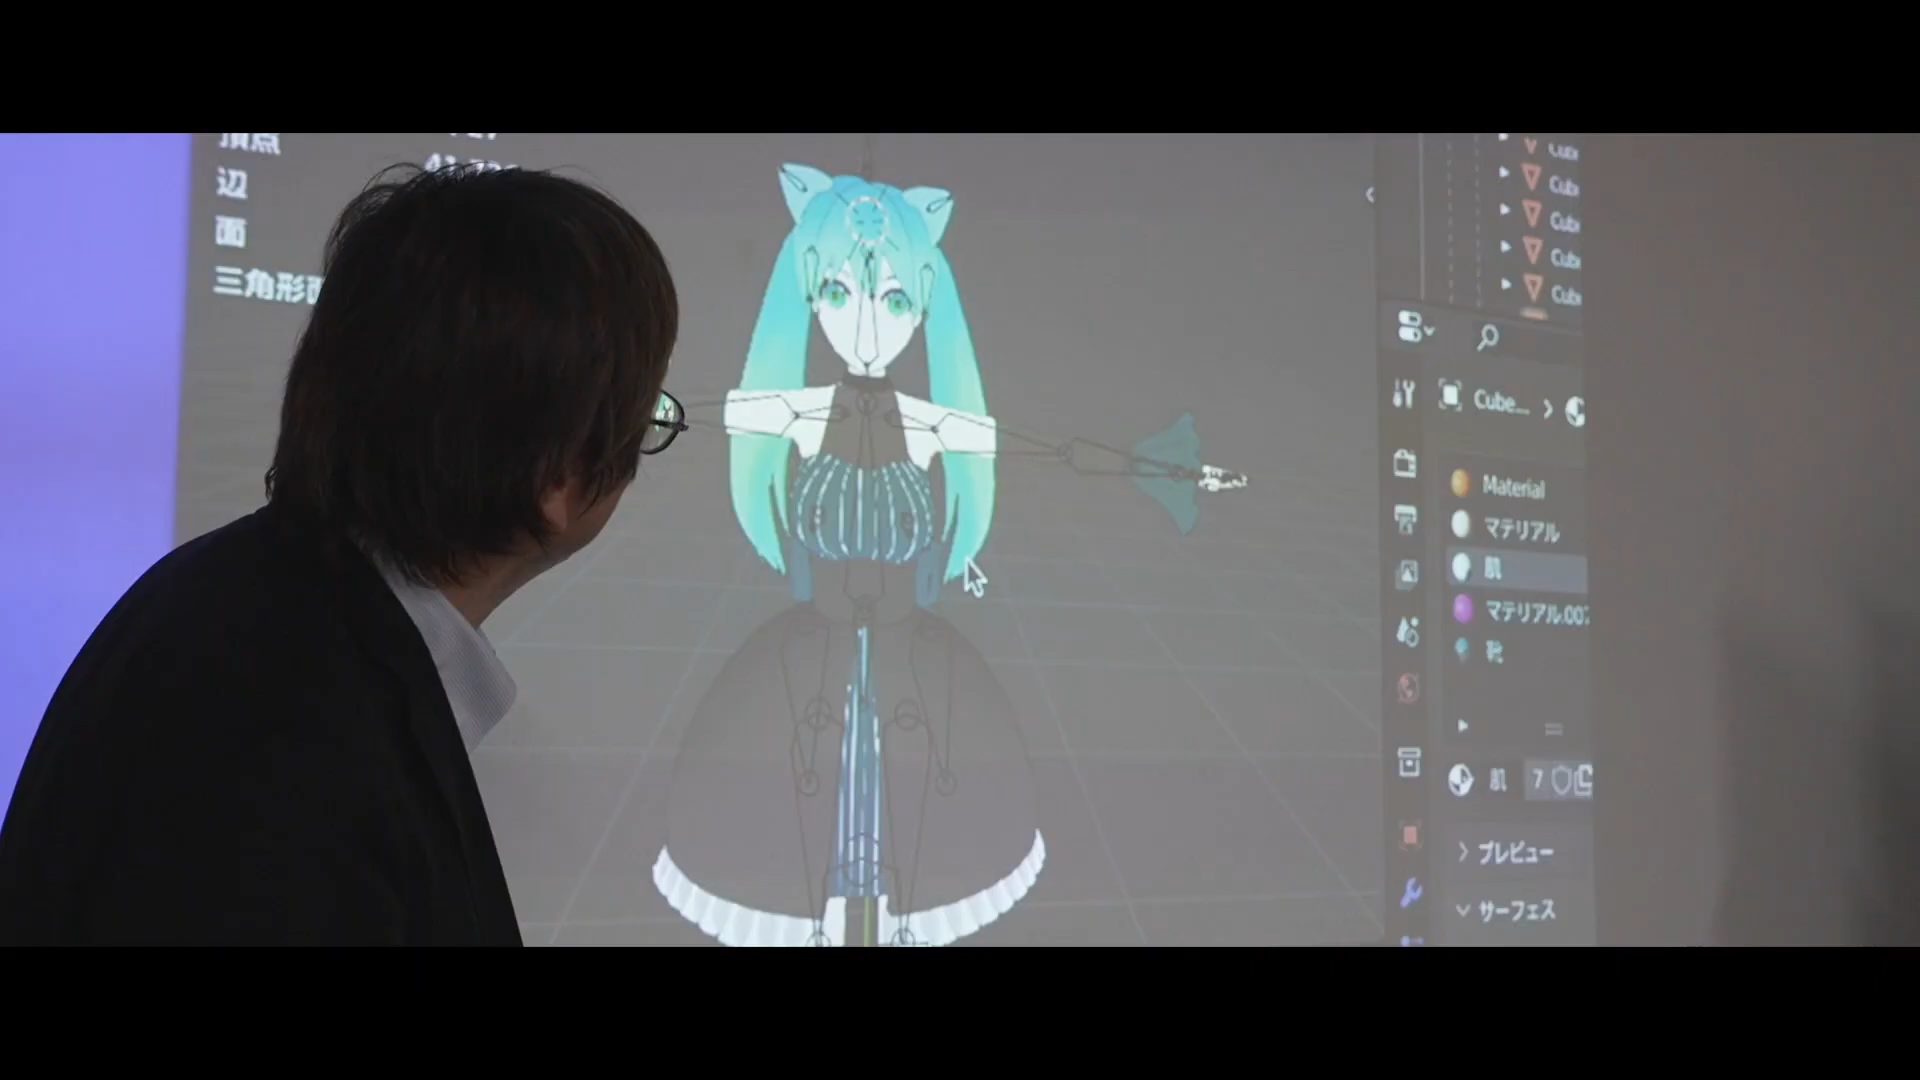 頂点
辺
面
三角形面
Cube
Cube
Cube
Cube
Cube...
Material
マテリアル
肌
マテリアル.007
靴
肌 7
プレビュー
サーフェス